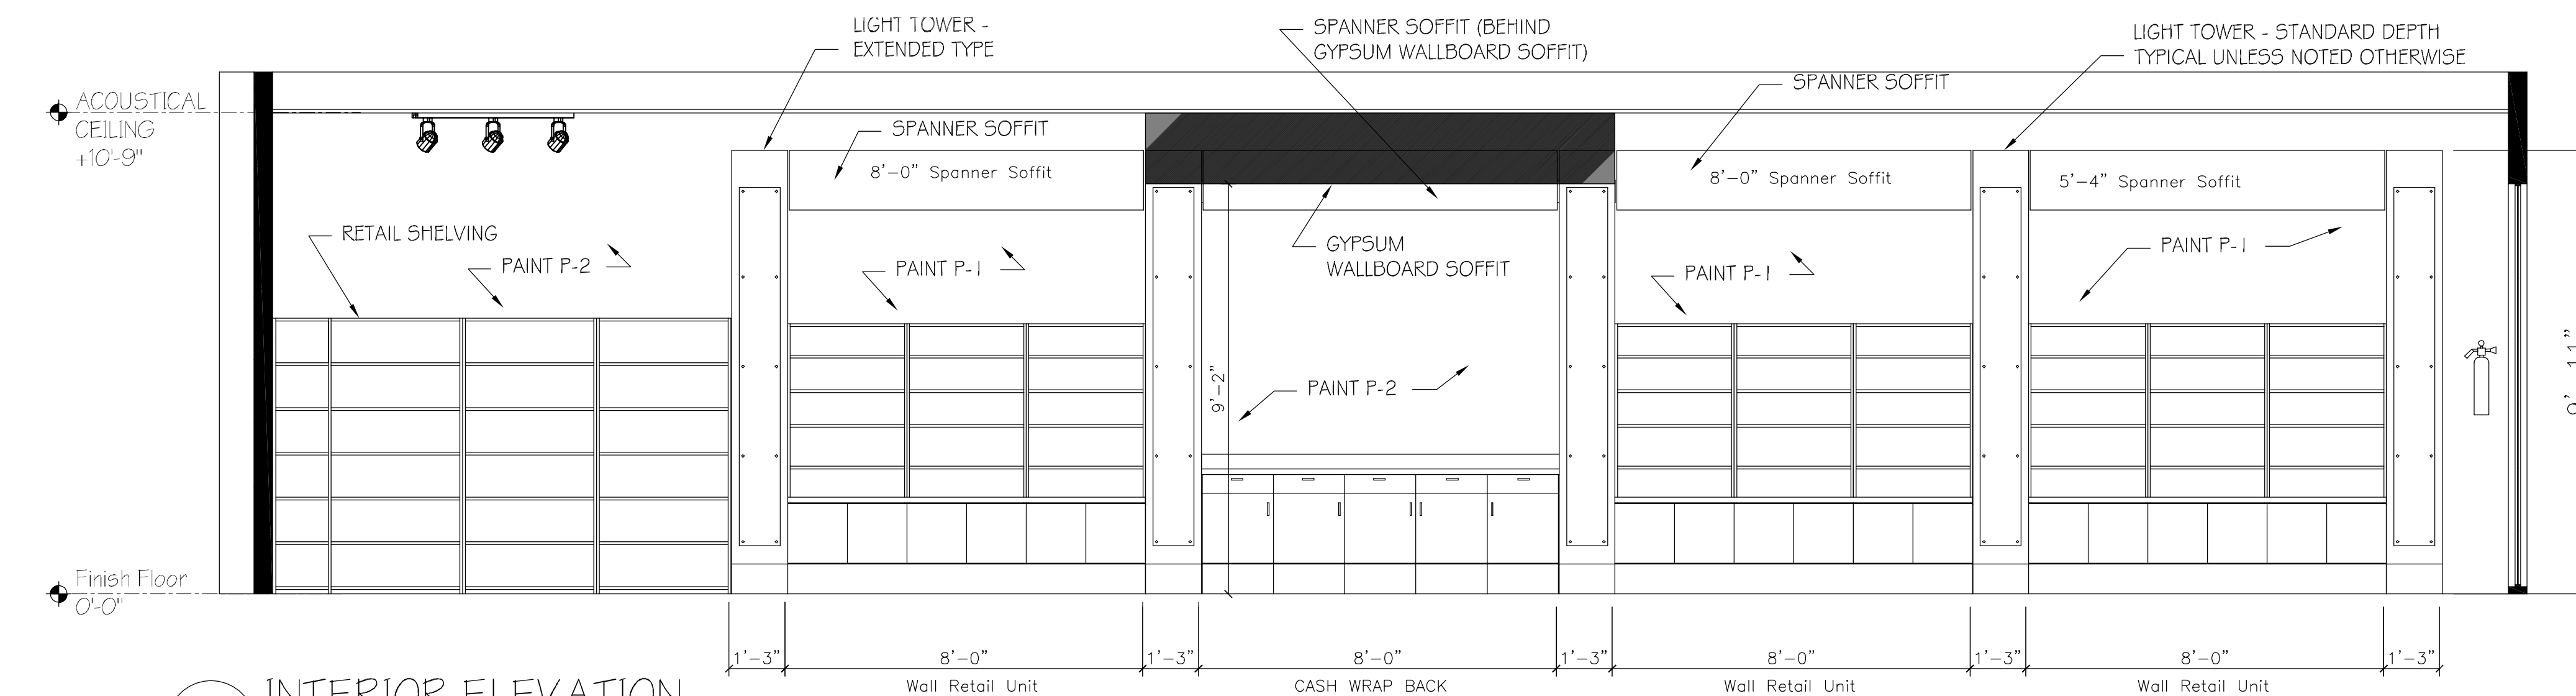 LIGHT TOWER -
EXTENDED TYPE
SPANNER SOFFIT (BEHIND
GYPSUM WALLBOARD SOFFIT)
LIGHT TOWER - STANDARD DEPTH
TYPICAL UNLESS NOTED OTHERWISE
SPANNER SOFFIT
ACOUSTICAL
CEILING
+10'-9"
SPANNER SOFFIT
8'-0" Spanner Soffit
8'-0" Spanner Soffit
5'-4" Spanner Soffit
RETAIL SHELVING
PAINT P-2
PAINT P-1
GYPSUM
WALLBOARD SOFFIT
PAINT P-1
PAINT P-1
9'-2"
PAINT P-2
Finish Floor
0'-0"
1'-3"
8'-0"
1'-3"
8'-0"
1'-3"
8'-0"
1'-3"
8'-0"
1'-3"
Wall Retail Unit
CASH WRAP BACK
Wall Retail Unit
Wall Retail Unit
INTERIOR ELEVATION